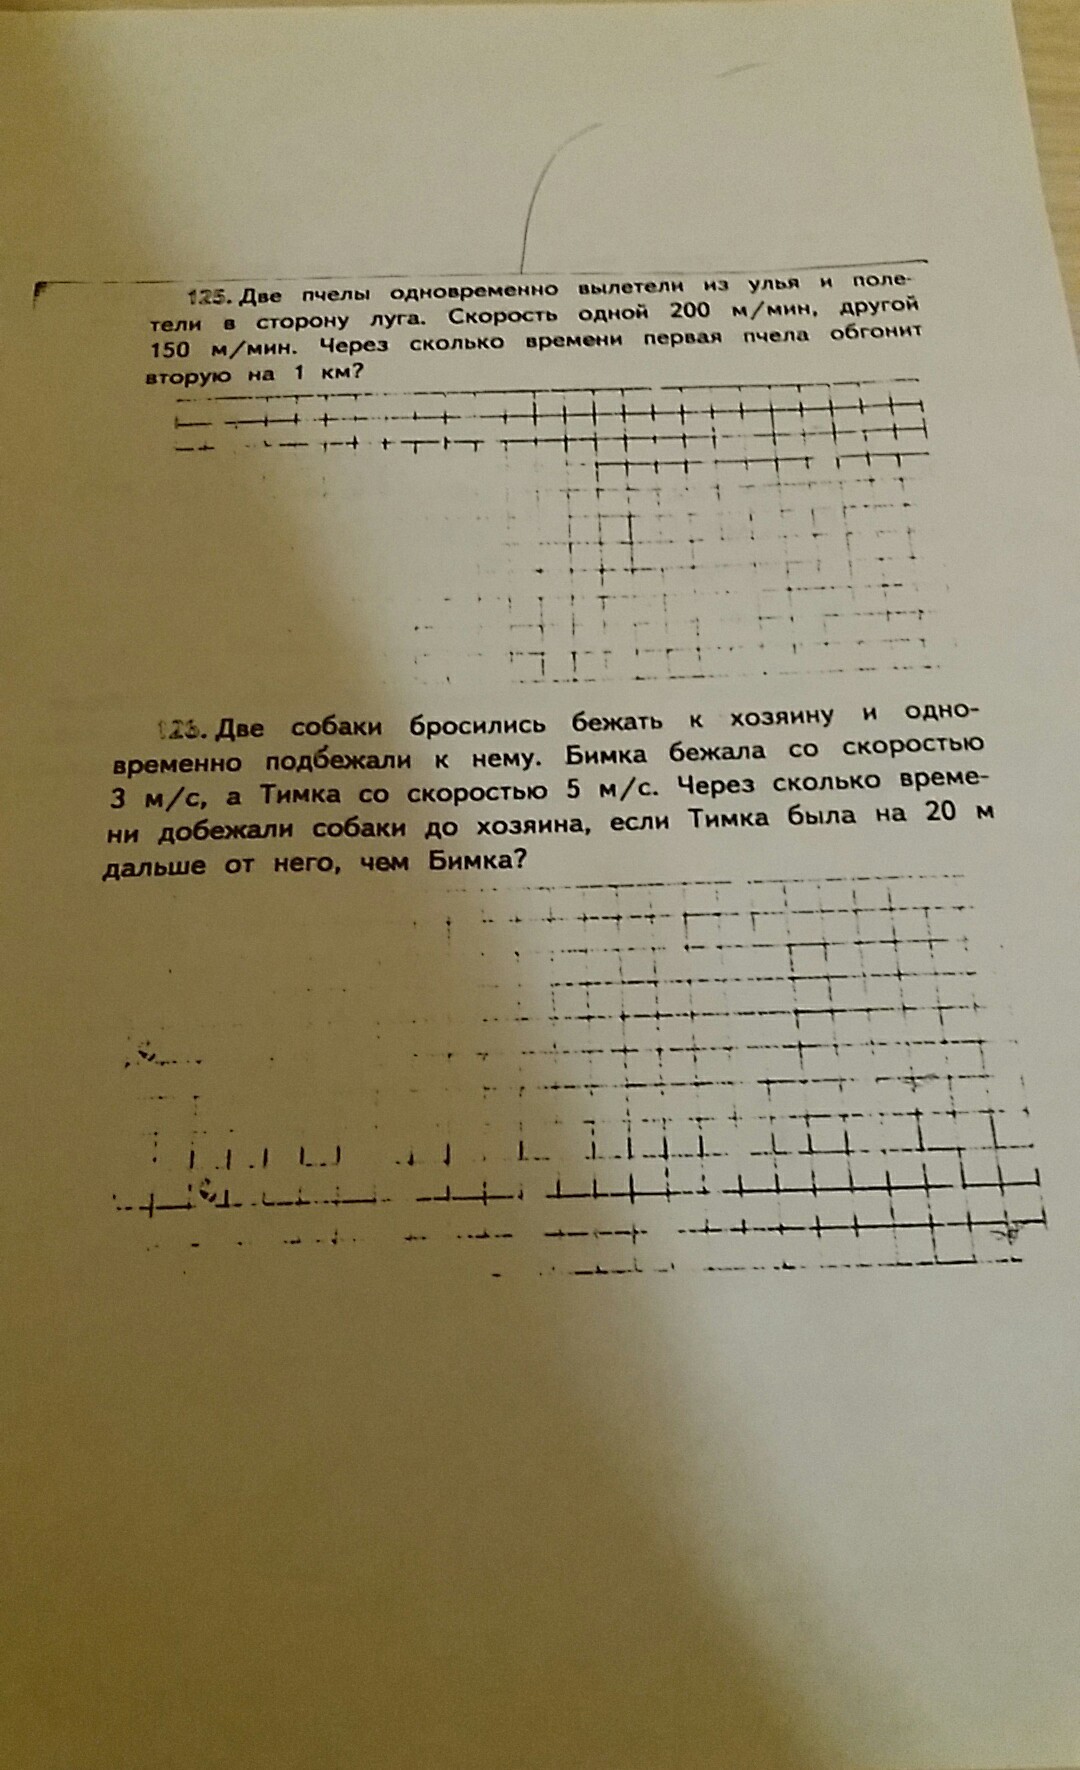 125. Две пчелы одновременно вылетели из улья и поле-
тели в сторону луга. Скорость одной 200 м/мин, другой
150 м/мин. Через сколько времени первая пчела обгонит
вторую на 1 км?
126. Две собаки бросились бежать к хозяину и одно-
временно подбежали к нему. Бимка бежала со скоростью
3 м/с, а Тимка со скоростью 5 м/с. Через сколько време-
ни добежали собаки до хозяина, если Тимка была на 20 м
дальше от него, чем Бимка?